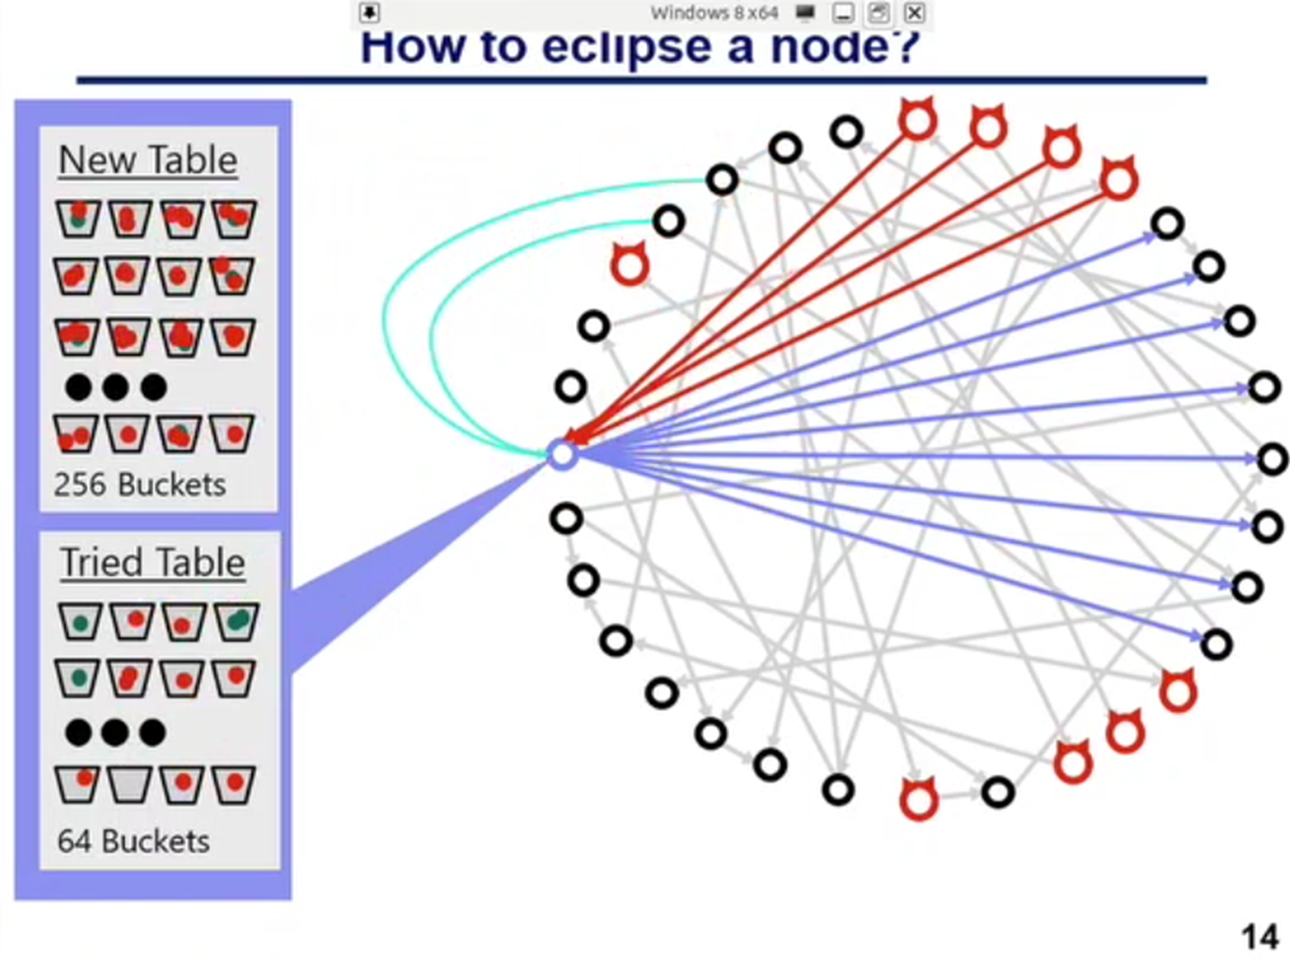 Windows 8 x64
How to eclipse a node?
New Table
256 Buckets
Tried Table
64 Buckets
14